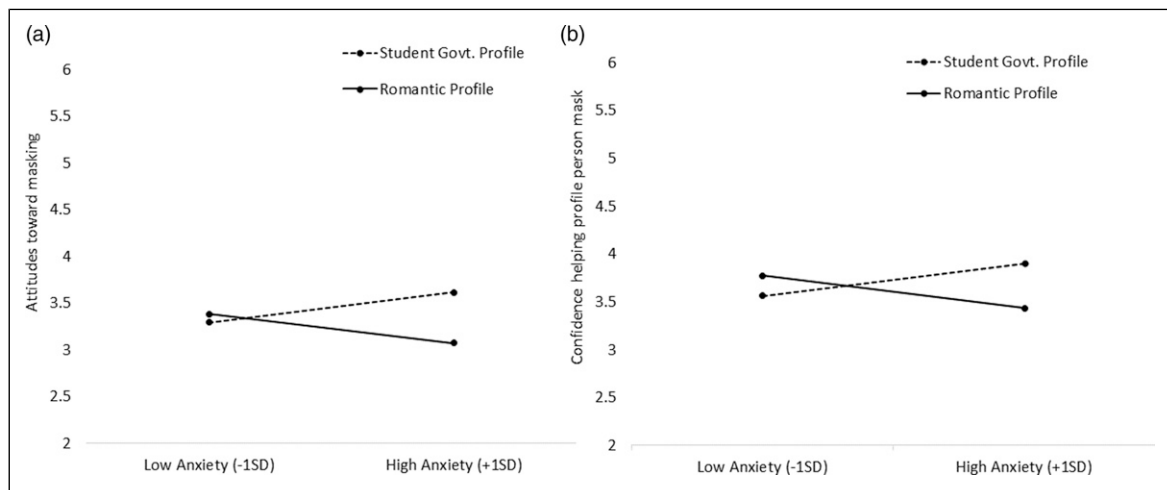 (a)
Student Govt. Profile
Romantic Profile
Attitudes toward masking
6
5.5
5
4.5
4
3.5
3
2.5
2
Low Anxiety (-1SD)
High Anxiety (+1SD)
(b)
Student Govt. Profile
Romantic Profile
Confidence helping profile person mask
6
5.5
5
4.5
4
3.5
3
2.5
2
Low Anxiety (-1SD)
High Anxiety (+1SD)